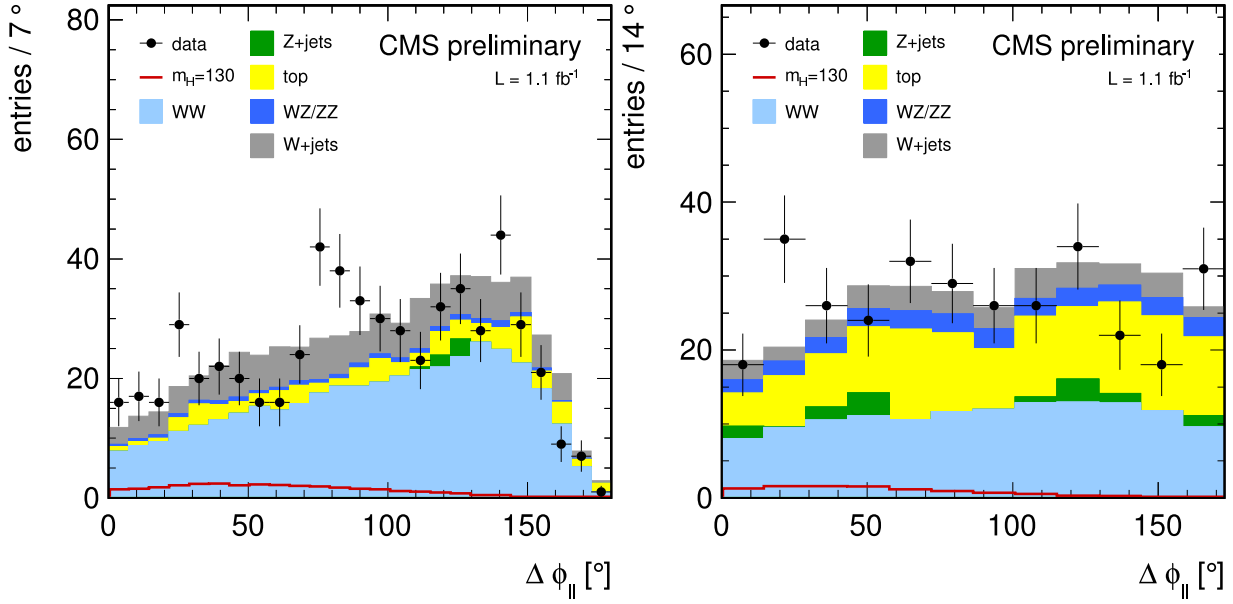 entries / 7 °
80
60
40
20
0
0 50 100 150
Δ ϕ_ll [°]
CMS preliminary
L = 1.1 fb⁻¹
data
m_H=130
WW
Z+jets
top
WZ/ZZ
W+jets
entries / 14 °
60
40
20
0
0 50 100 150
Δ ϕ_ll [°]
CMS preliminary
L = 1.1 fb⁻¹
data
m_H=130
WW
Z+jets
top
WZ/ZZ
W+jets